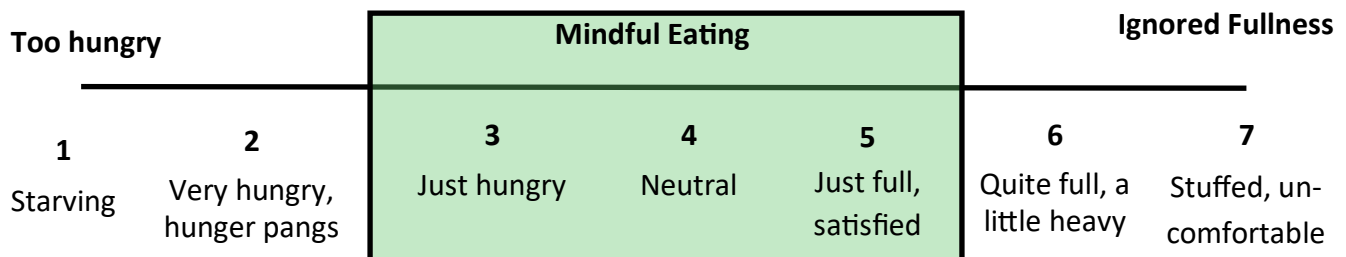 Too hungry
Mindful Eating
Ignored Fullness
1
Starving
2
Very hungry,
hunger pangs
3
Just hungry
4
Neutral
5
Just full,
satisfied
6
Quite full, a
little heavy
7
Stuffed, un-
comfortable